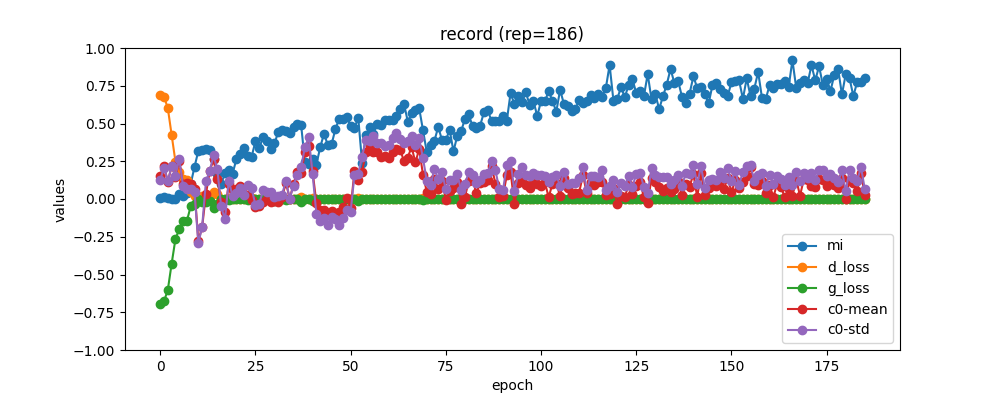 record (rep=186)
values
1.00
0.75
0.50
0.25
0.00
−0.25
−0.50
−0.75
−1.00
0
25
50
75
100
125
150
175
epoch
mi
d_loss
g_loss
c0-mean
c0-std